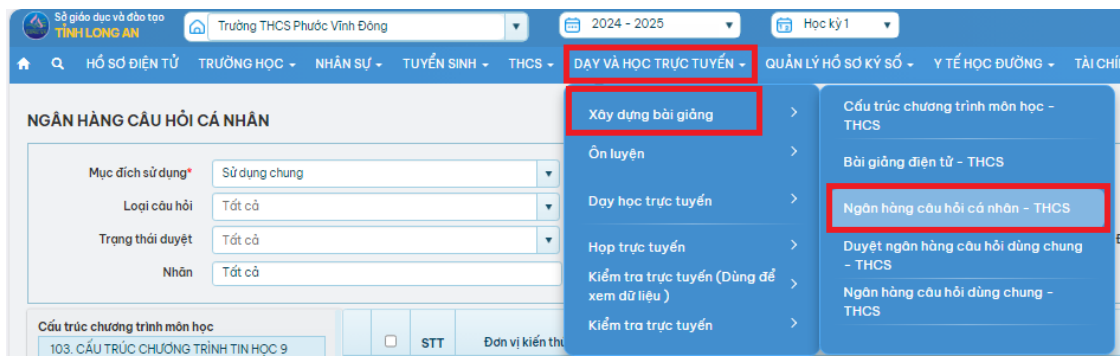 Sở giáo dục và đào tạo
TỈNH LONG AN
Trường THCS Phước Vĩnh Đông
2024 - 2025
Học kỳ 1
HỒ SƠ ĐIỆN TỬ TRƯỜNG HỌC NHÂN SỰ TUYỂN SINH THCS DẠY VÀ HỌC TRỰC TUYẾN QUẢN LÝ HỒ SƠ KÝ SỐ Y TẾ HỌC ĐƯỜNG TÀI CHÍ
NGÂN HÀNG CÂU HỎI CÁ NHÂN
Mục đích sử dụng* Sử dụng chung
Loại câu hỏi Tất cả
Trạng thái duyệt Tất cả
Nhãn Tất cả
Cấu trúc chương trình môn học
103. CẤU TRÚC CHƯƠNG TRÌNH TIN HỌC 9
STT Đơn vị kiến thứ
Xây dựng bài giảng
Ôn luyện
Dạy học trực tuyến
Họp trực tuyến
Kiểm tra trực tuyến (Dùng để
xem dữ liệu )
Kiểm tra trực tuyến
Cấu trúc chương trình môn học -
THCS
Bài giảng điện tử - THCS
Ngân hàng câu hỏi cá nhân - THCS
Duyệt ngân hàng câu hỏi dùng chung
- THCS
Ngân hàng câu hỏi dùng chung -
THCS